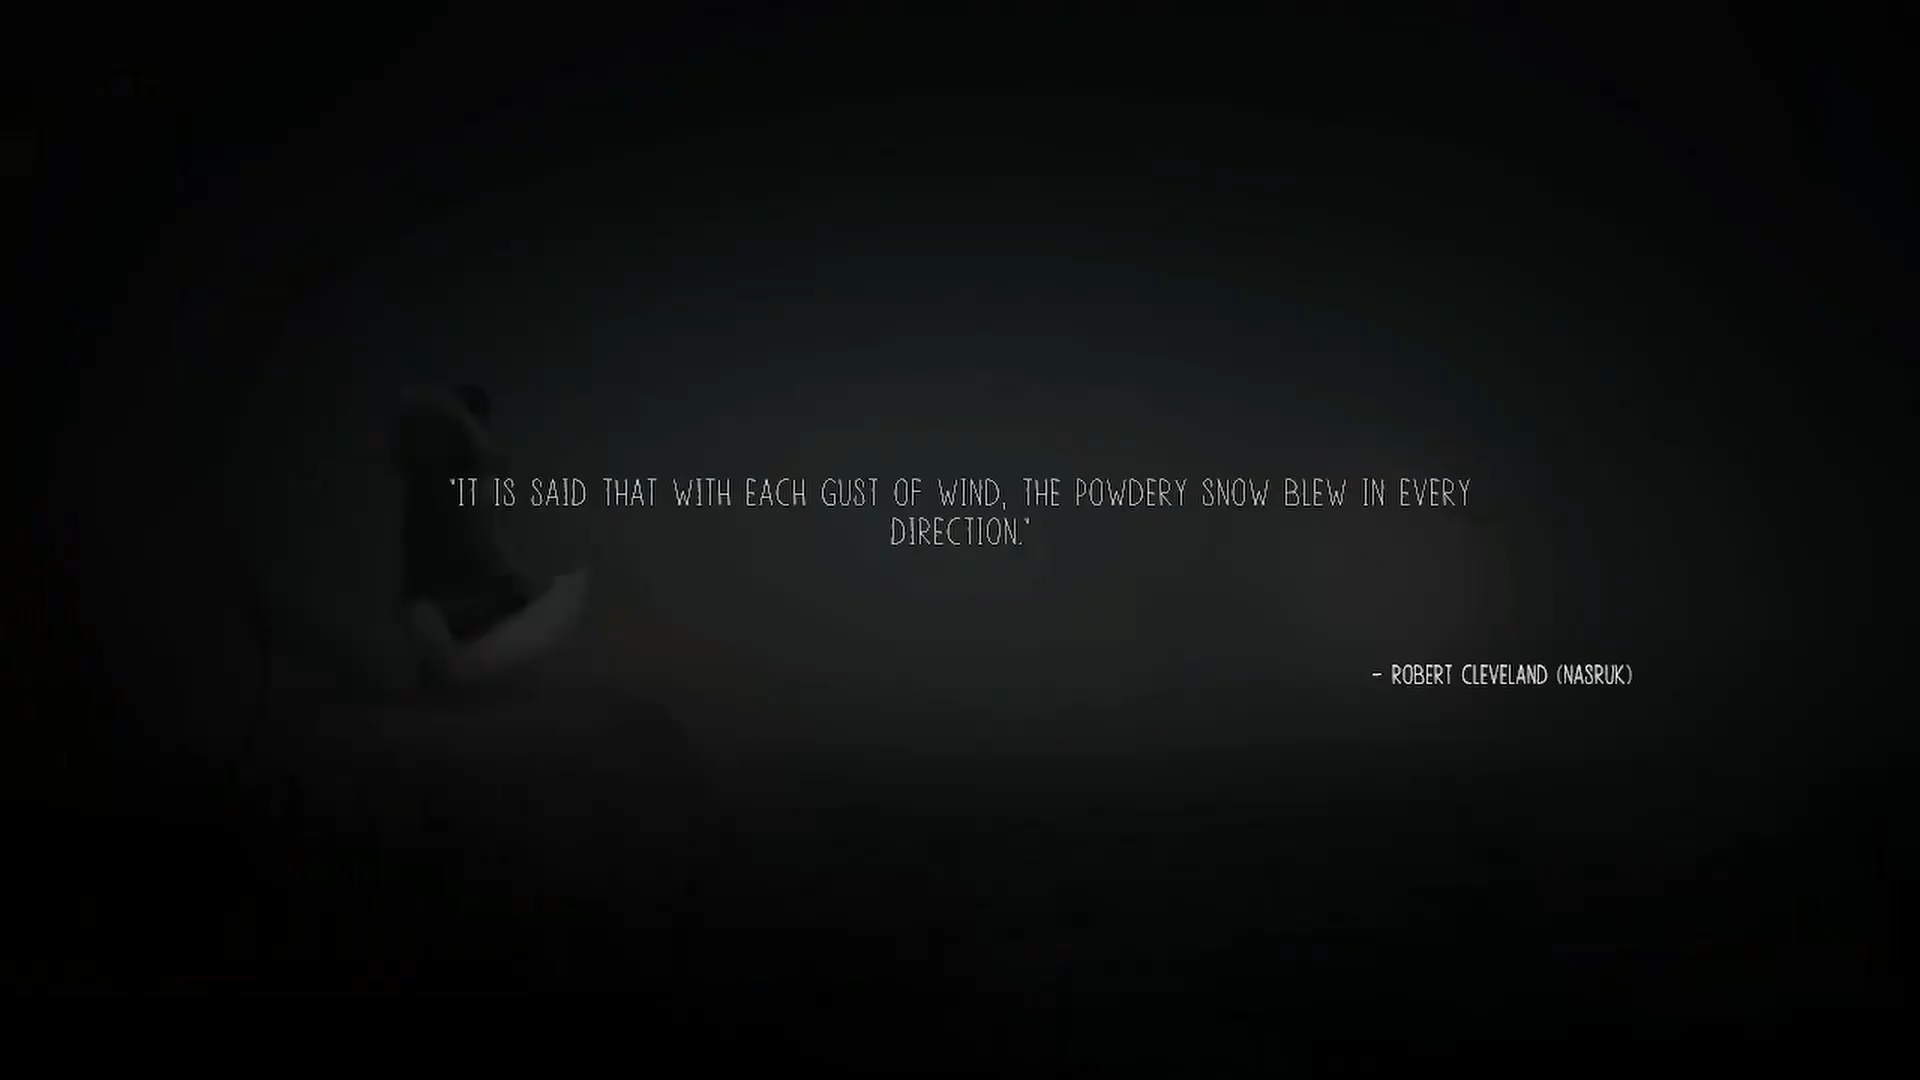 "IT IS SAID THAT WITH EACH GUST OF WIND, THE POWDERY SNOW BLEW IN EVERY
DIRECTION."
- ROBERT CLEVELAND (NASRUK)